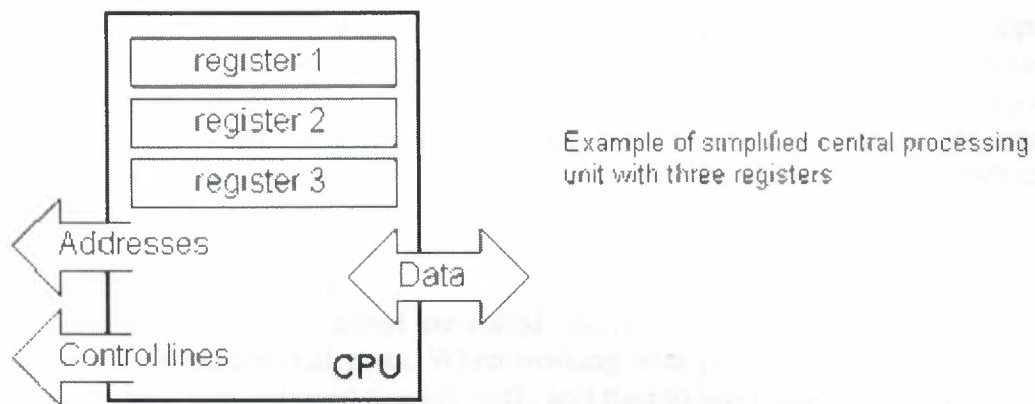 register 1
register 2
register 3
Example of simplified central processing
unit with three registers
Addresses
Data
Control lines
CPU